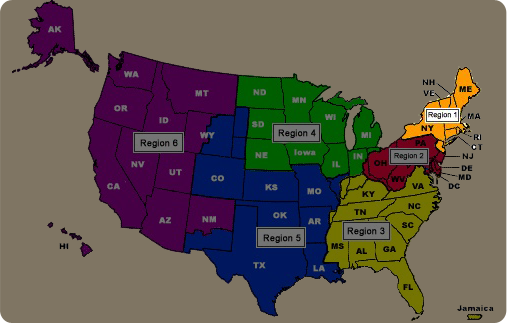 AK
WA
MT
ND
MN
OR
ID
SD
WI
MI
WY
NH
VE
ME
Region 1
MA
NY
RI
CT
PA
NJ
Region 2
OH
DE
MD
DC
WV
Region 4
Region 6
NE
Iowa
IL
IN
NV
UT
CO
CA
KS
MO
KY
VA
AZ
NM
OK
AR
TN
NC
SC
Region 3
Region 5
MS
AL
GA
TX
LA
FL
HI
Jamaica